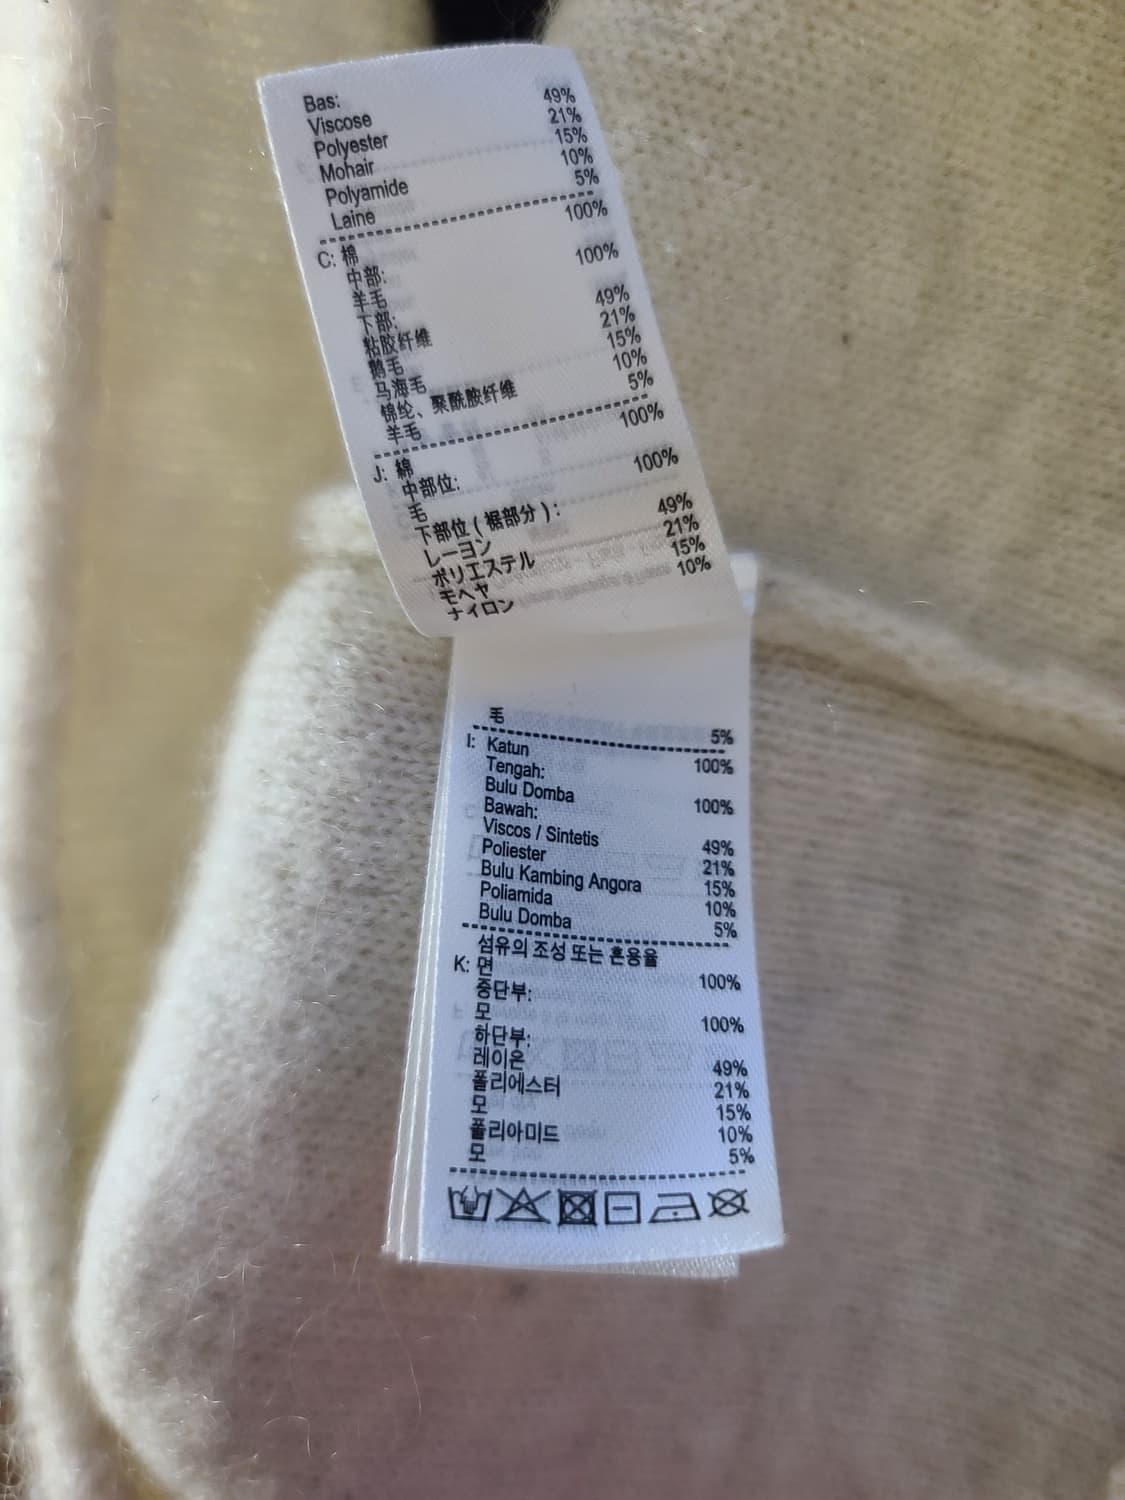 Bas:
Viscose 49%
Polyester 21%
Mohair 15%
Polyamide 10%
Laine 5%
C: 棉 100%
中部:
羊毛 100%
下部:
粘胶纤维 49%
鹅毛 21%
马海毛 15%
锦纶、聚酰胺纤维 10%
羊毛 5%
J: 綿 100%
中部位:
毛 100%
下部位 ( 裾部分 ) :
レーヨン 49%
ポリエステル 21%
モヘヤ 15%
ナイロン 10%
毛 5%
I: Katun 100%
Tengah:
Bulu Domba 100%
Bawah:
Viscos / Sintetis 49%
Poliester 21%
Bulu Kambing Angora 15%
Poliamida 10%
Bulu Domba 5%
섬유의 조성 또는 혼용율
K: 면 100%
중단부:
모 100%
하단부:
레이온 49%
폴리에스터 21%
모 15%
폴리아미드 10%
모 5%